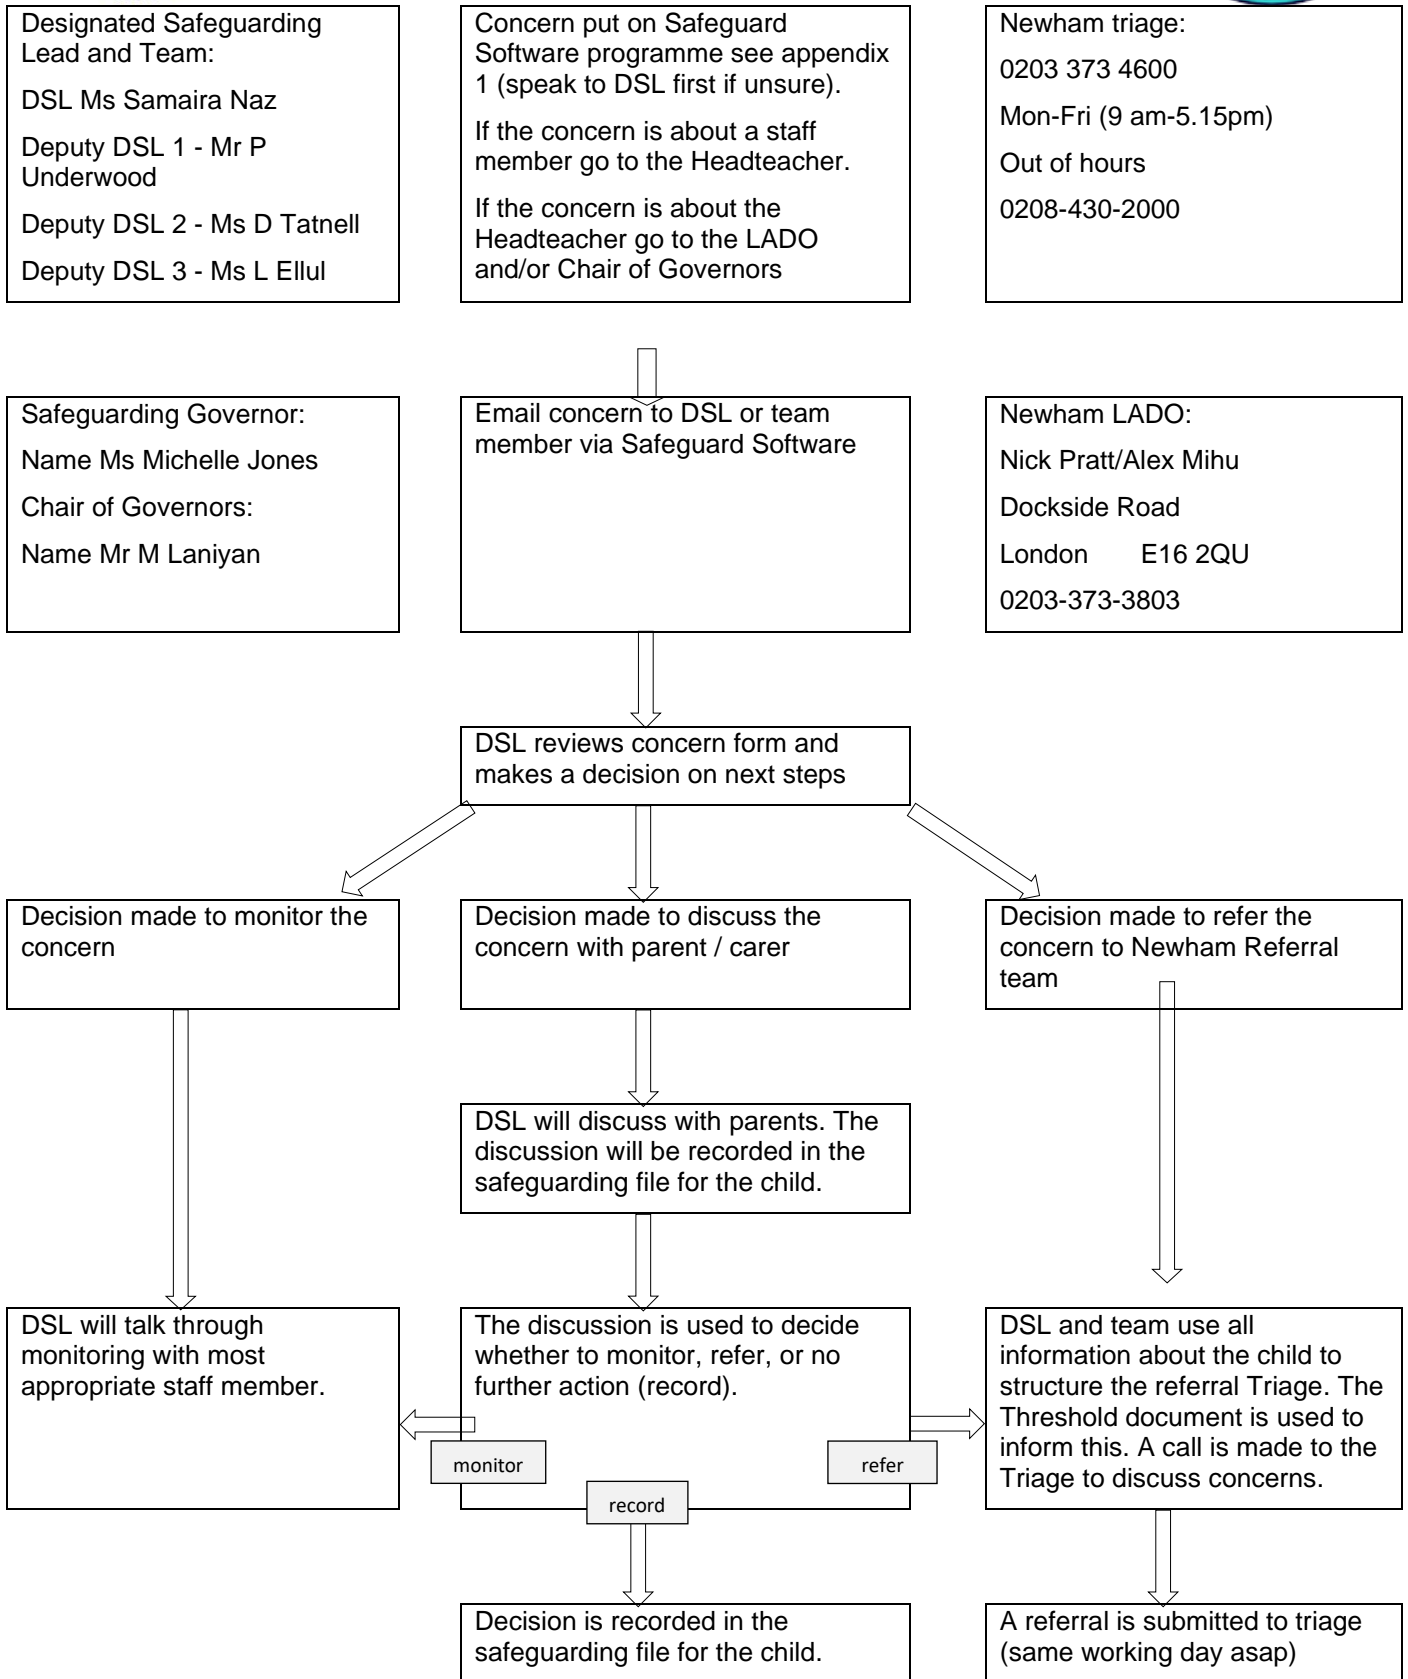 Designated Safeguarding
Lead and Team:
DSL Ms Samaira Naz
Deputy DSL 1 - Mr P
Underwood
Deputy DSL 2 - Ms D Tatnell
Deputy DSL 3 - Ms L Ellul
Concern put on Safeguard
Software programme see appendix
1 (speak to DSL first if unsure).
If the concern is about a staff
member go to the Headteacher.
If the concern is about the
Headteacher go to the LADO
and/or Chair of Governors
Newham triage:
0203 373 4600
Mon-Fri (9 am-5.15pm)
Out of hours
0208-430-2000
Safeguarding Governor:
Name Ms Michelle Jones
Chair of Governors:
Name Mr M Laniyan
Email concern to DSL or team
member via Safeguard Software
Newham LADO:
Nick Pratt/Alex Mihu
Dockside Road
London E16 2QU
0203-373-3803
DSL reviews concern form and
makes a decision on next steps
Decision made to monitor the
concern
Decision made to discuss the
concern with parent / carer
Decision made to refer the
concern to Newham Referral
team
DSL will discuss with parents. The
discussion will be recorded in the
safeguarding file for the child.
DSL will talk through
monitoring with most
appropriate staff member.
The discussion is used to decide
whether to monitor, refer, or no
further action (record).
monitor
refer
record
DSL and team use all
information about the child to
structure the referral Triage. The
Threshold document is used to
inform this. A call is made to the
Triage to discuss concerns.
Decision is recorded in the
safeguarding file for the child.
A referral is submitted to triage
(same working day asap)